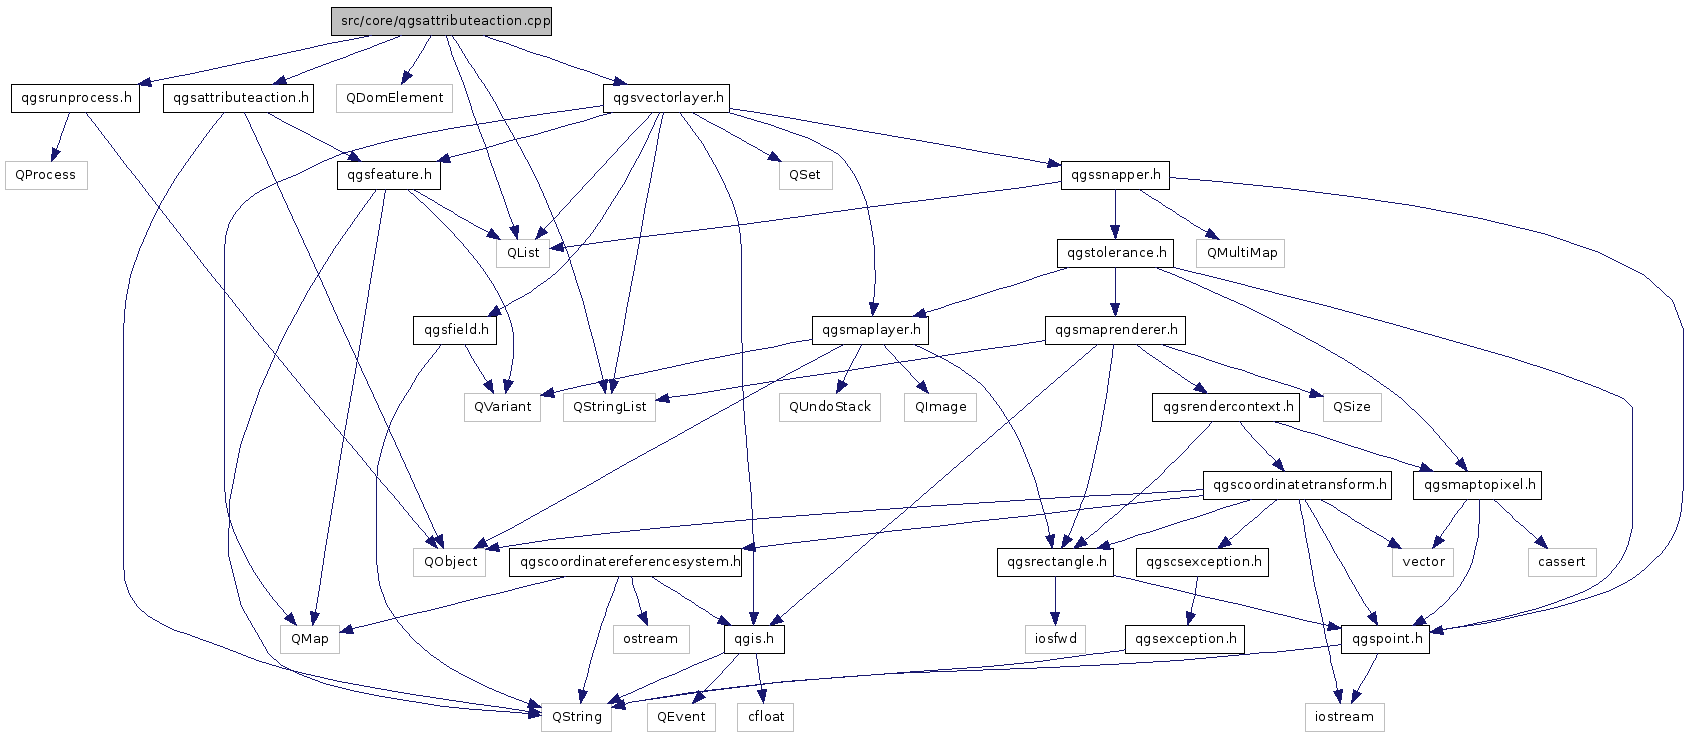 src/core/qgsattributeaction.cpp
qgsrunprocess.h
qgsattributeaction.h
QDomElement
qgsvectorlayer.h
QProcess
qgsfeature.h
QSet
qgssnapper.h
QList
qgstolerance.h
QMultiMap
qgsfield.h
qgsmaplayer.h
qgsmaprenderer.h
QVariant
QStringList
QUndoStack
QImage
qgsrendercontext.h
QSize
qgscoordinatetransform.h
qgsmaptopixel.h
QObject
qgscoordinatereferencesystem.h
qgsrectangle.h
qgscsexception.h
vector
cassert
QMap
ostream
qgis.h
iosfwd
qgsexception.h
qgspoint.h
QString
QEvent
cfloat
iostream